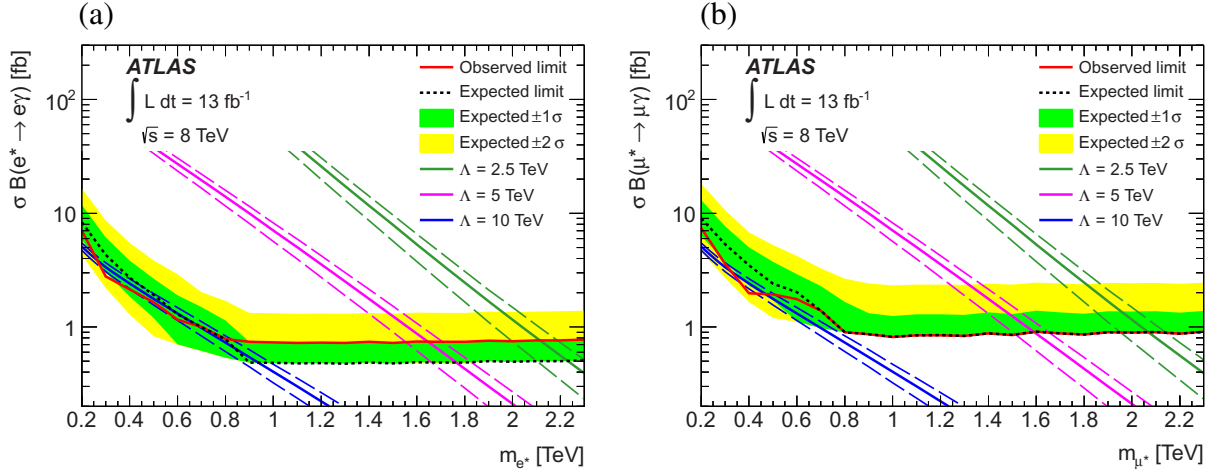 (a)
σ B(e* → eγ) [fb]
10²
10
1
ATLAS
∫ L dt = 13 fb⁻¹
√s = 8 TeV
Observed limit
Expected limit
Expected ±1σ
Expected ±2 σ
Λ = 2.5 TeV
Λ = 5 TeV
Λ = 10 TeV
0.2 0.4 0.6 0.8 1 1.2 1.4 1.6 1.8 2 2.2
m_e* [TeV]
(b)
σ B(μ* → μγ) [fb]
10²
10
1
ATLAS
∫ L dt = 13 fb⁻¹
√s = 8 TeV
Observed limit
Expected limit
Expected ±1σ
Expected ±2 σ
Λ = 2.5 TeV
Λ = 5 TeV
Λ = 10 TeV
0.2 0.4 0.6 0.8 1 1.2 1.4 1.6 1.8 2 2.2
m_μ* [TeV]